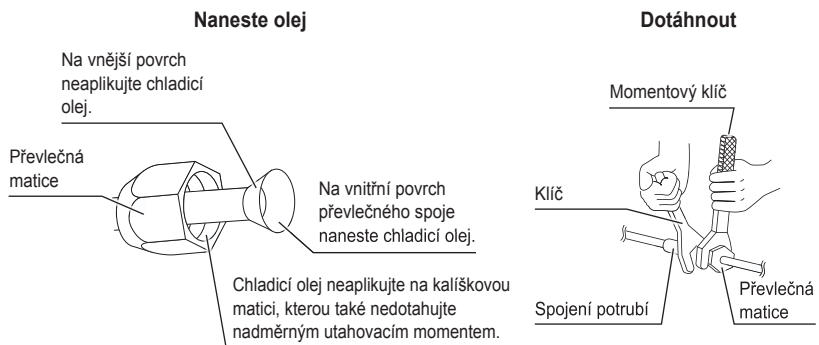 Naneste olej
Na vnější povrch
neaplikujte chladicí
olej.
Převlečná
matice
Na vnitřní povrch
převlečného spoje
naneste chladicí olej.
Chladicí olej neaplikujte na kalíškovou
matici, kterou také nedotahujte
nadměrným utahovacím momentem.
Dotáhnout
Momentový klíč
Klíč
Spojení potrubí
Převlečná
matice